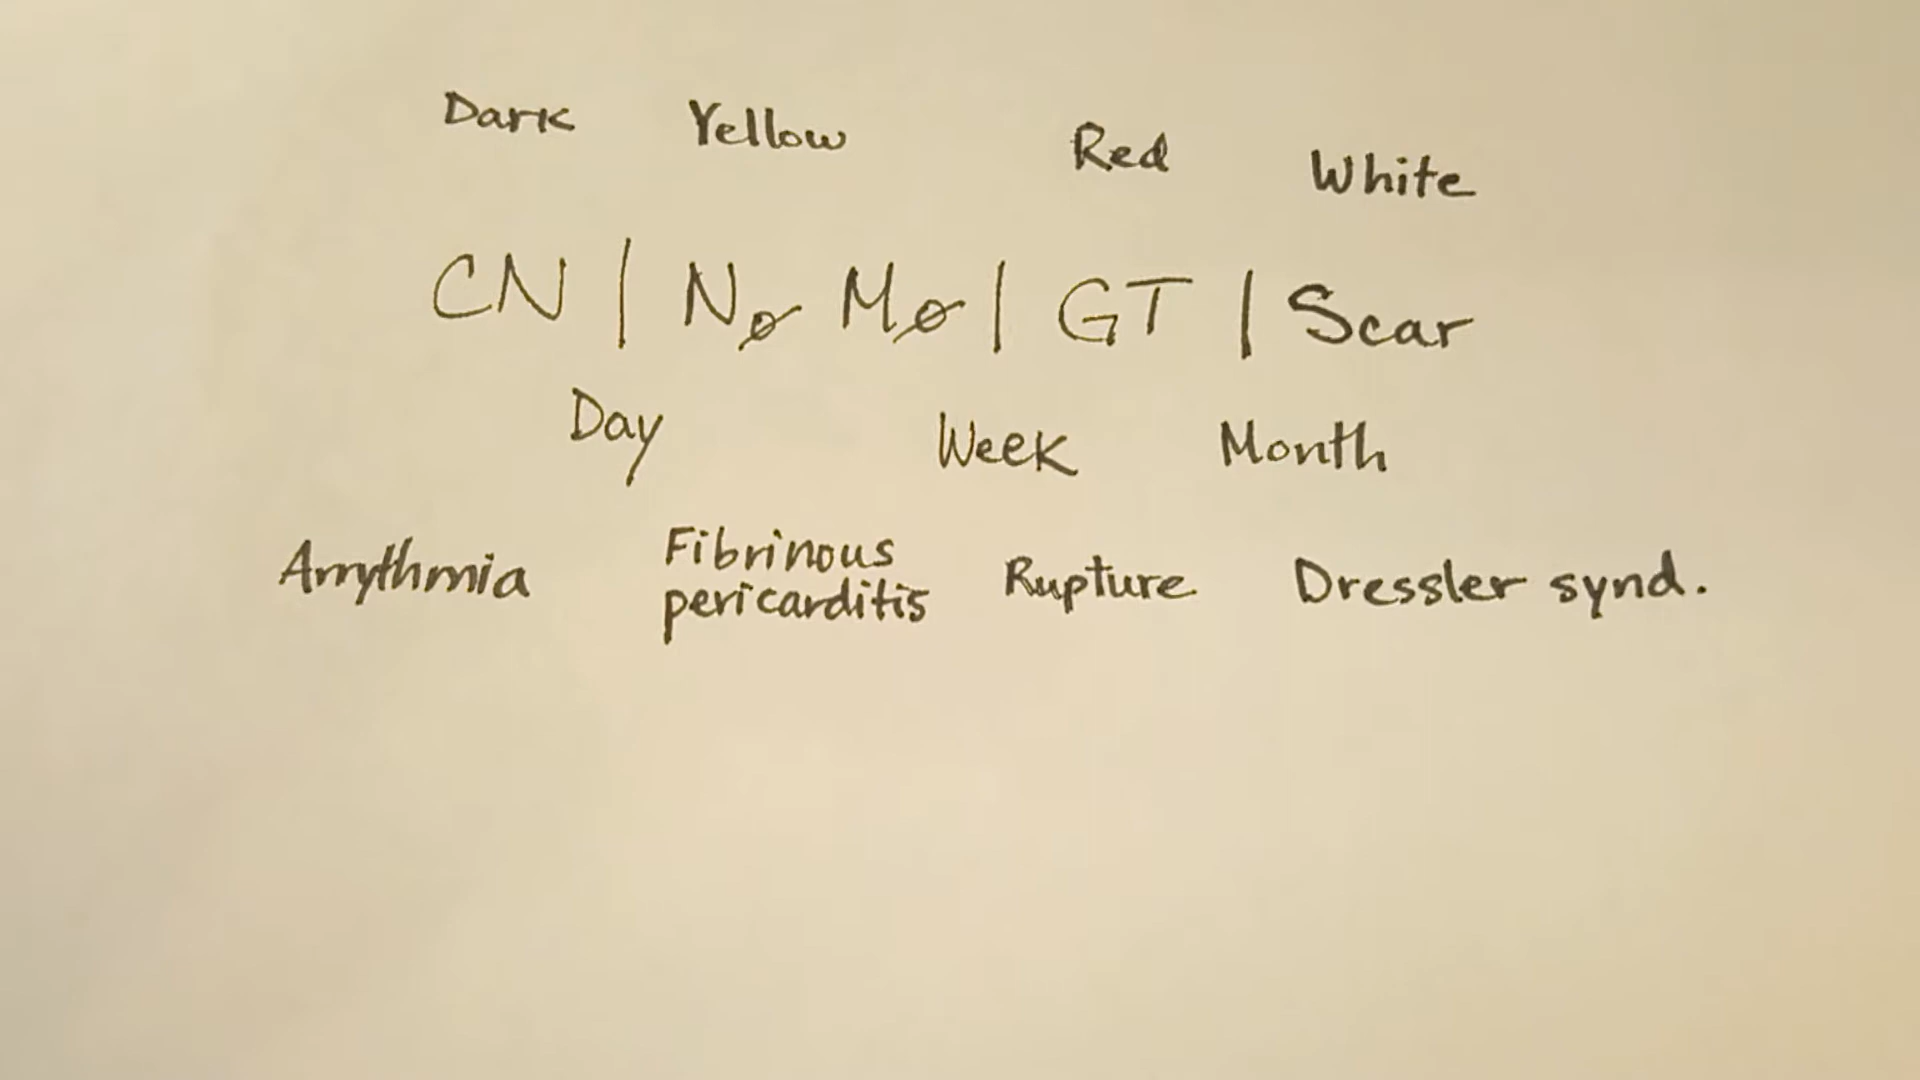 Dark Yellow Red White
CN | Nø Mø | GT | Scar
Day Week Month
Arrythmia Fibrinous pericarditis Rupture Dressler synd.